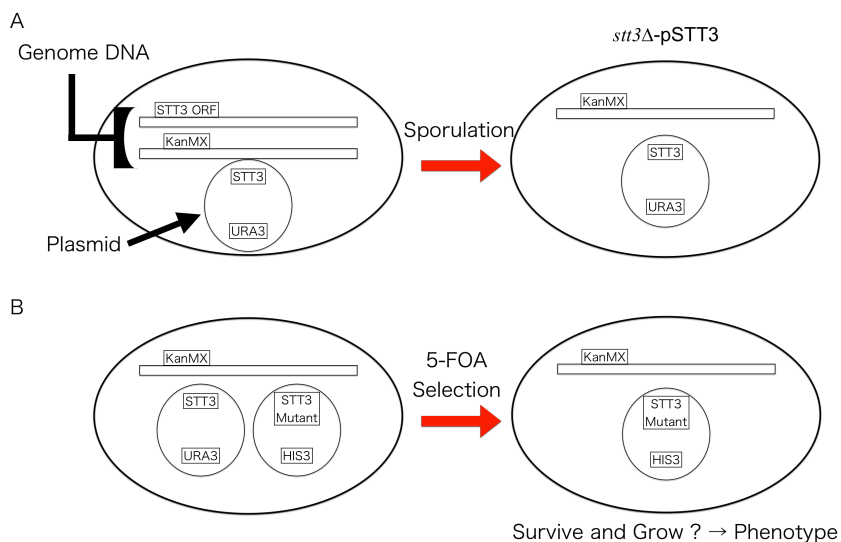 A
Genome DNA
STT3 ORF
KanMX
STT3
URA3
Plasmid
Sporulation
stt3Δ-pSTT3
KanMX
STT3
URA3
B
KanMX
STT3
URA3
STT3
Mutant
HIS3
5-FOA
Selection
KanMX
STT3
Mutant
HIS3
Survive and Grow ? → Phenotype